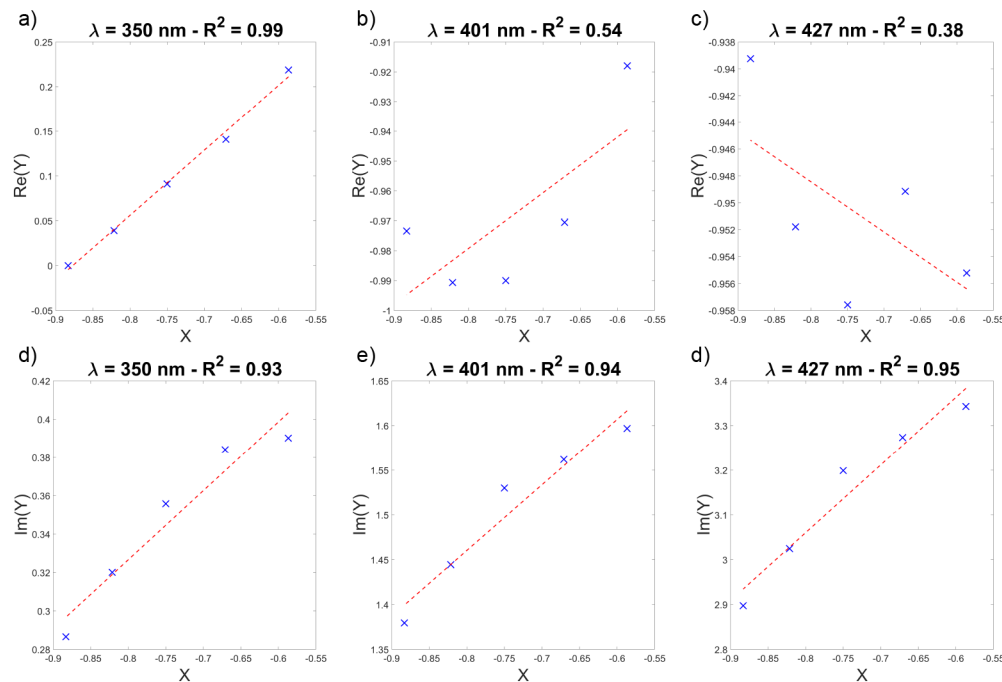 a)
λ = 350 nm - R² = 0.99
0.25
0.2
0.15
0.1
0.05
0
-0.05
Re(Y)
-0.9 -0.85 -0.8 -0.75 -0.7 -0.65 -0.6 -0.55
X
b)
λ = 401 nm - R² = 0.54
-0.91
-0.92
-0.93
-0.94
-0.95
-0.96
-0.97
-0.98
-0.99
-1
Re(Y)
-0.9 -0.85 -0.8 -0.75 -0.7 -0.65 -0.6 -0.55
X
c)
λ = 427 nm - R² = 0.38
-0.938
-0.94
-0.942
-0.944
-0.946
-0.948
-0.95
-0.952
-0.954
-0.956
-0.958
Re(Y)
-0.9 -0.85 -0.8 -0.75 -0.7 -0.65 -0.6 -0.55
X
d)
λ = 350 nm - R² = 0.93
0.42
0.4
0.38
0.36
0.34
0.32
0.3
0.28
Im(Y)
-0.9 -0.85 -0.8 -0.75 -0.7 -0.65 -0.6 -0.55
X
e)
λ = 401 nm - R² = 0.94
1.65
1.6
1.55
1.5
1.45
1.4
1.35
Im(Y)
-0.9 -0.85 -0.8 -0.75 -0.7 -0.65 -0.6 -0.55
X
d)
λ = 427 nm - R² = 0.95
3.4
3.3
3.2
3.1
3
2.9
2.8
Im(Y)
-0.9 -0.85 -0.8 -0.75 -0.7 -0.65 -0.6 -0.55
X